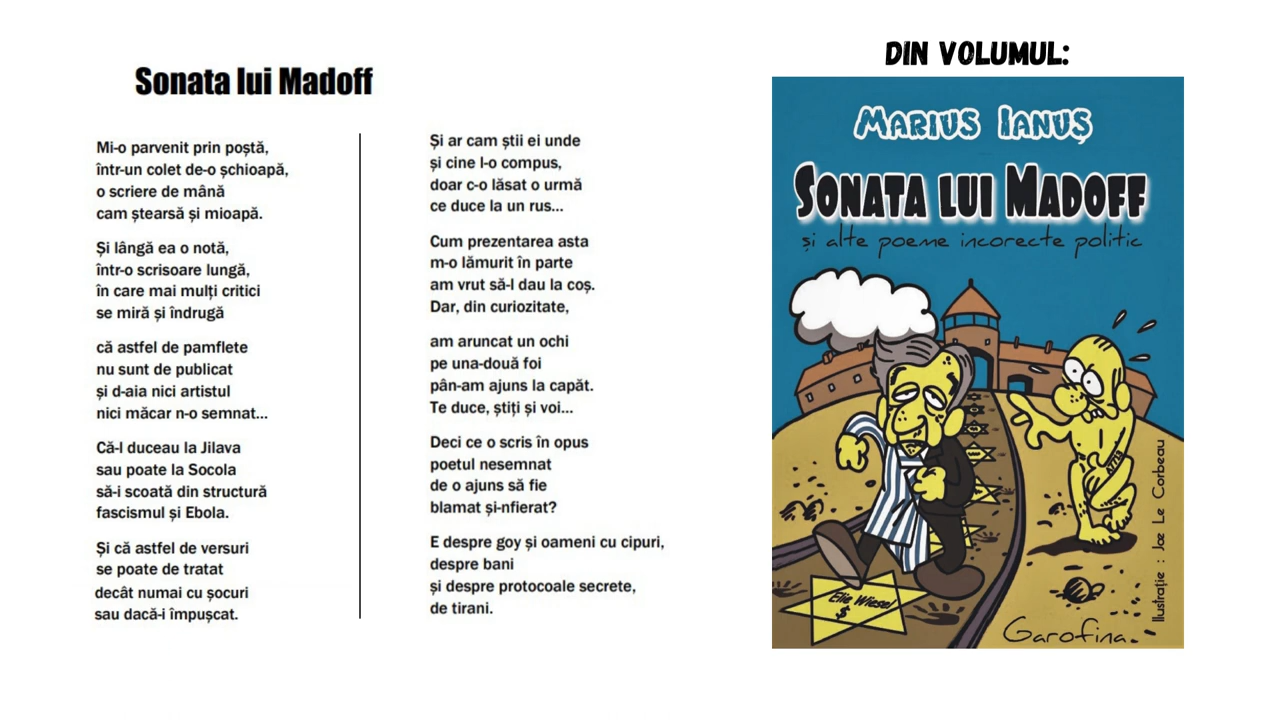 Sonata lui Madoff
Mi-o parvenit prin poștă,
într-un colet de-o șchioapă,
o scriere de mână
cam ștearsă și mioapă.
Și lângă ea o notă,
într-o scrisoare lungă,
în care mai mulți critici
se miră și îndrugă
că astfel de pamflete
nu sunt de publicat
și d-aia nici artistul
nici măcar n-o semnat...
Că-l duceau la Jilava
sau poate la Socola
să-i scoată din structură
fascismul și Ebola.
Și că astfel de versuri
se poate de tratat
decât numai cu șocuri
sau dacă-i împușcat.
Și ar cam știi ei unde
și cine l-o compus,
doar c-o lăsat o urmă
ce duce la un rus...
Cum prezentarea asta
m-o lămurit în parte
am vrut să-l dau la coș.
Dar, din curiozitate,
am aruncat un ochi
pe una-două foi
pân-am ajuns la capăt.
Te duce, știți și voi...
Deci ce o scris în opus
poetul nesemnat
de o ajuns să fie
blamat și-nfierat?
E despre goy și oameni cu cipuri,
despre bani
și despre protocoale secrete,
de tirani.
DIN VOLUMUL:
Marius Ianuș
Sonata lui Madoff
și alte poeme incorecte politic
Elie Wiesel
$
Garofina
Ilustrație : Joe Le Corbeau